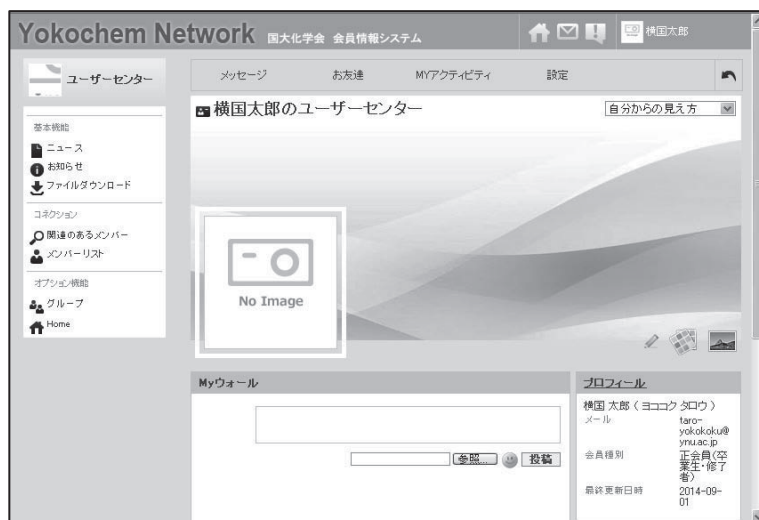 Yokochem Network 国大化学会 会員情報システム
横国太郎
ユーザーセンター
メッセージ お友達 MYアクティビティ 設定
横国太郎のユーザーセンター
自分からの見え方
基本機能
ニュース
お知らせ
ファイルダウンロード
コネクション
関連のあるメンバー
メンバーリスト
オプション機能
グループ
Home
No Image
Myウォール
参照... 投稿
プロフィール
横国 太郎 ( ヨココク タロウ )
メール taro-
yokokoku@
ynu.ac.jp
会員種別 正会員(卒
業生・修了
者)
最終更新日時 2014-09-
01